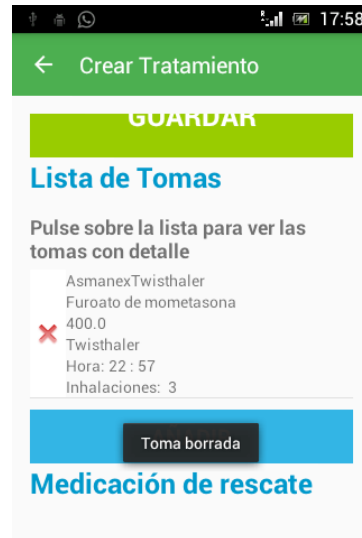 R
17:58
Crear Tratamiento
GUARDAR
Lista de Tomas
Pulse sobre la lista para ver las
tomas con detalle
AsmanexTwisthaler
Furoato de mometasona
400.0
Twisthaler
Hora: 22 : 57
Inhalaciones:  3
Toma borrada
Medicación de rescate